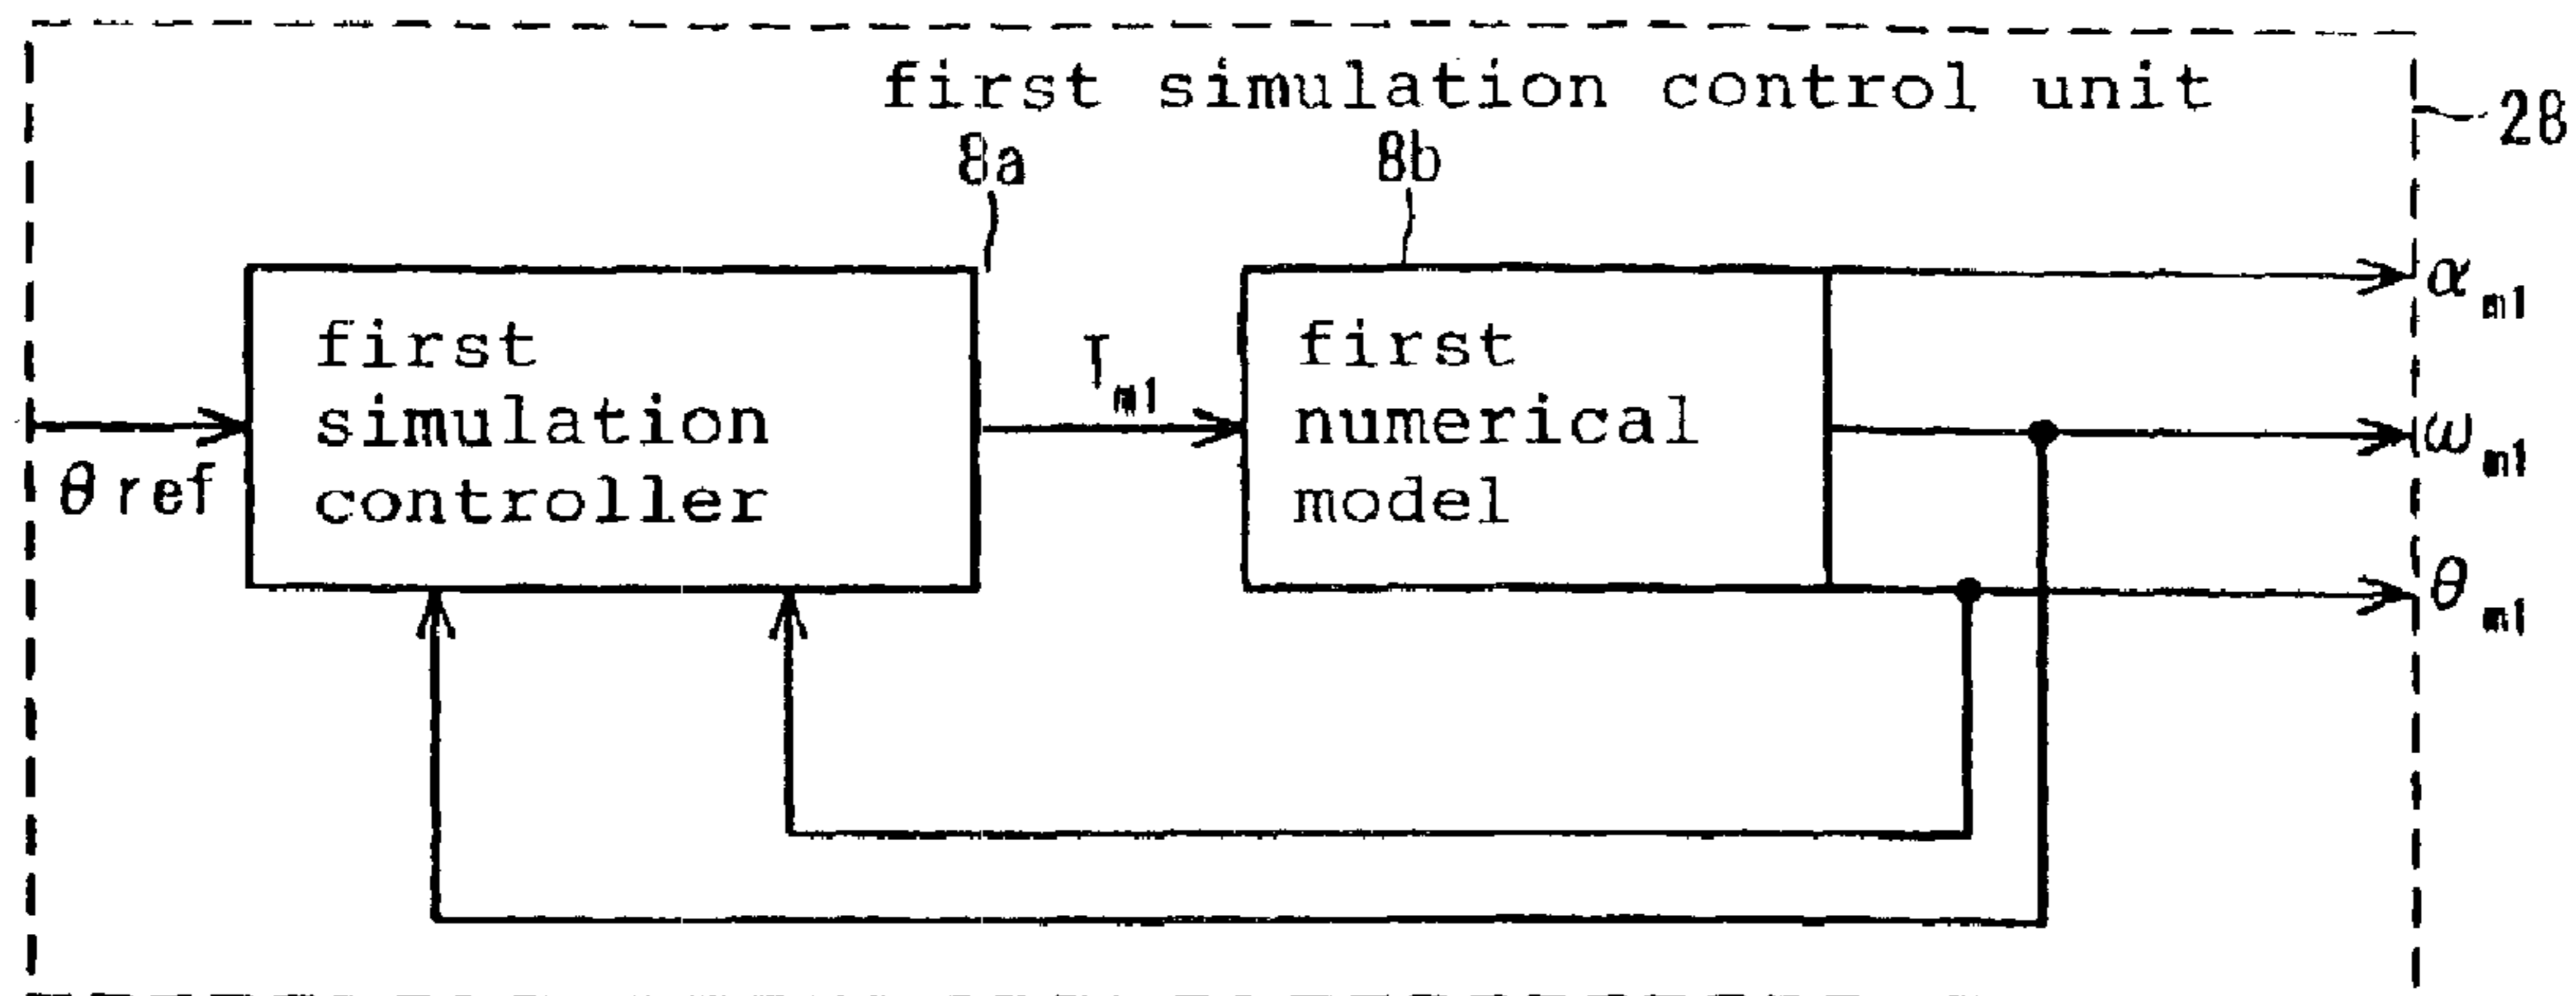 first simulation control unit
28
8a
8b
first
simulation
controller
first
numerical
model
θ ref
T m1
α m1
ω m1
θ m1